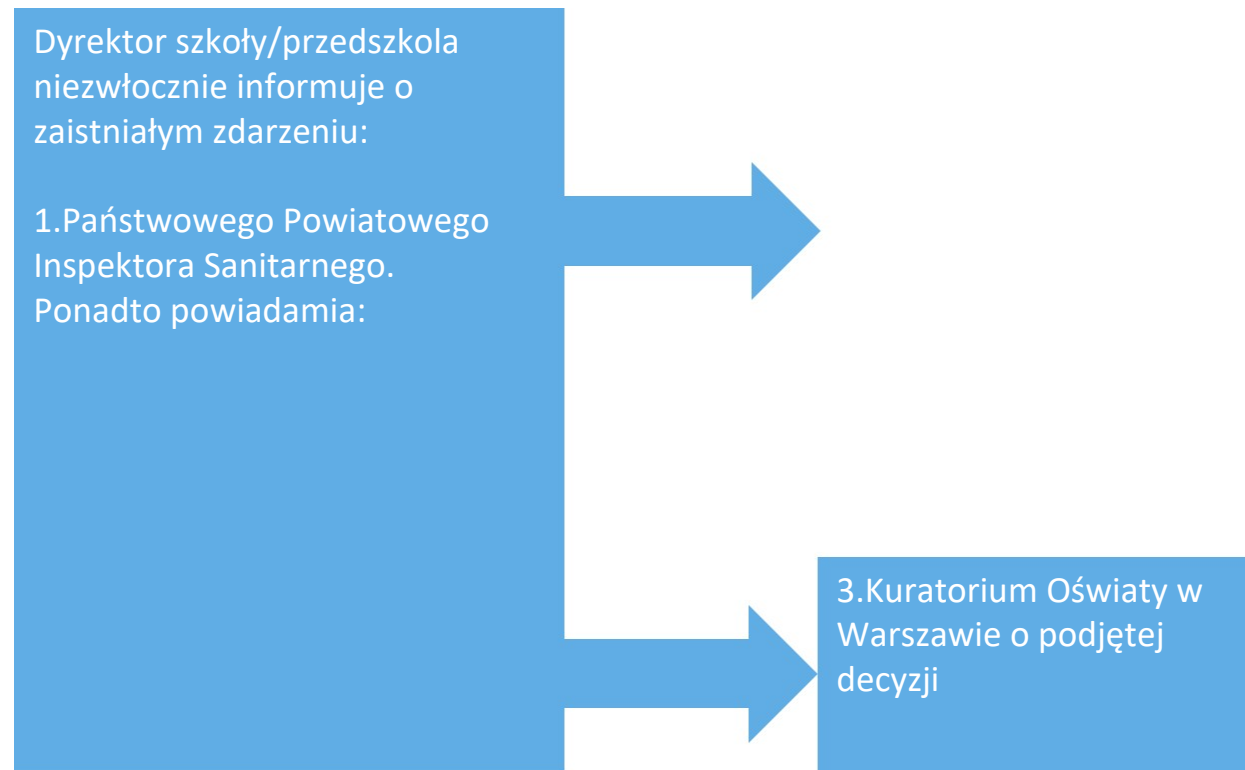 Dyrektor szkoły/przedszkola
niezwłocznie informuje o
zaistniałym zdarzeniu:
1.Państwowego Powiatowego
Inspektora Sanitarnego.
Ponadto powiadamia:
3.Kuratorium Oświaty w
Warszawie o podjętej
decyzji